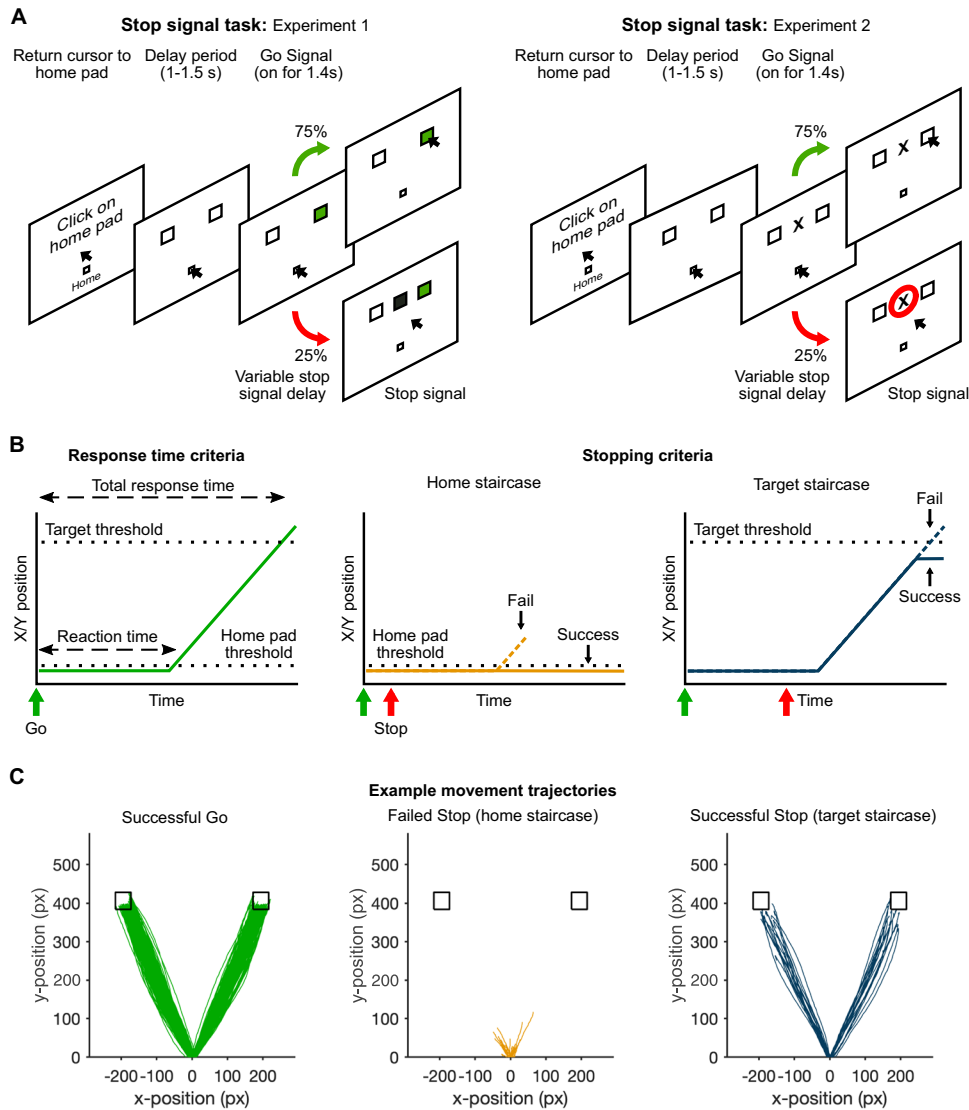 A
Stop signal task: Experiment 1
Return cursor to
home pad
Delay period
(1-1.5 s)
Go Signal
(on for 1.4s)
75%
Click on
home pad
Home
25%
Variable stop
signal delay
Stop signal
Stop signal task: Experiment 2
Return cursor to
home pad
Delay period
(1-1.5 s)
Go Signal
(on for 1.4s)
75%
Click on
home pad
Home
X
X
X
25%
Variable stop
signal delay
Stop signal
B
Response time criteria
Total response time
Target threshold
X/Y position
Reaction time
Home pad
threshold
Time
Go
Stopping criteria
Home staircase
X/Y position
Fail
Home pad
threshold
Success
Time
Stop
Target staircase
Fail
Target threshold
X/Y position
Success
Time
C
Example movement trajectories
Successful Go
500
400
300
200
100
0
y-position (px)
-200 -100 0 100 200
x-position (px)
Failed Stop (home staircase)
500
400
300
200
100
0
y-position (px)
-200 -100 0 100 200
x-position (px)
Successful Stop (target staircase)
500
400
300
200
100
0
y-position (px)
-200 -100 0 100 200
x-position (px)